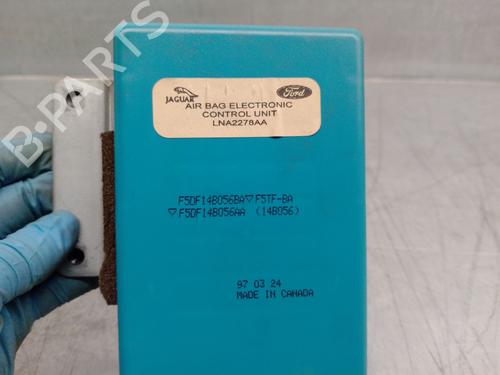 JAGUAR
Ford
AIR BAG ELECTRONIC
CONTROL UNIT
LNA2278AA
F5DF14B056BA▽F5TF-BA
▽F5DF14B056AA (14B056)
97 03 24
MADE IN CANADA
B-PARTS